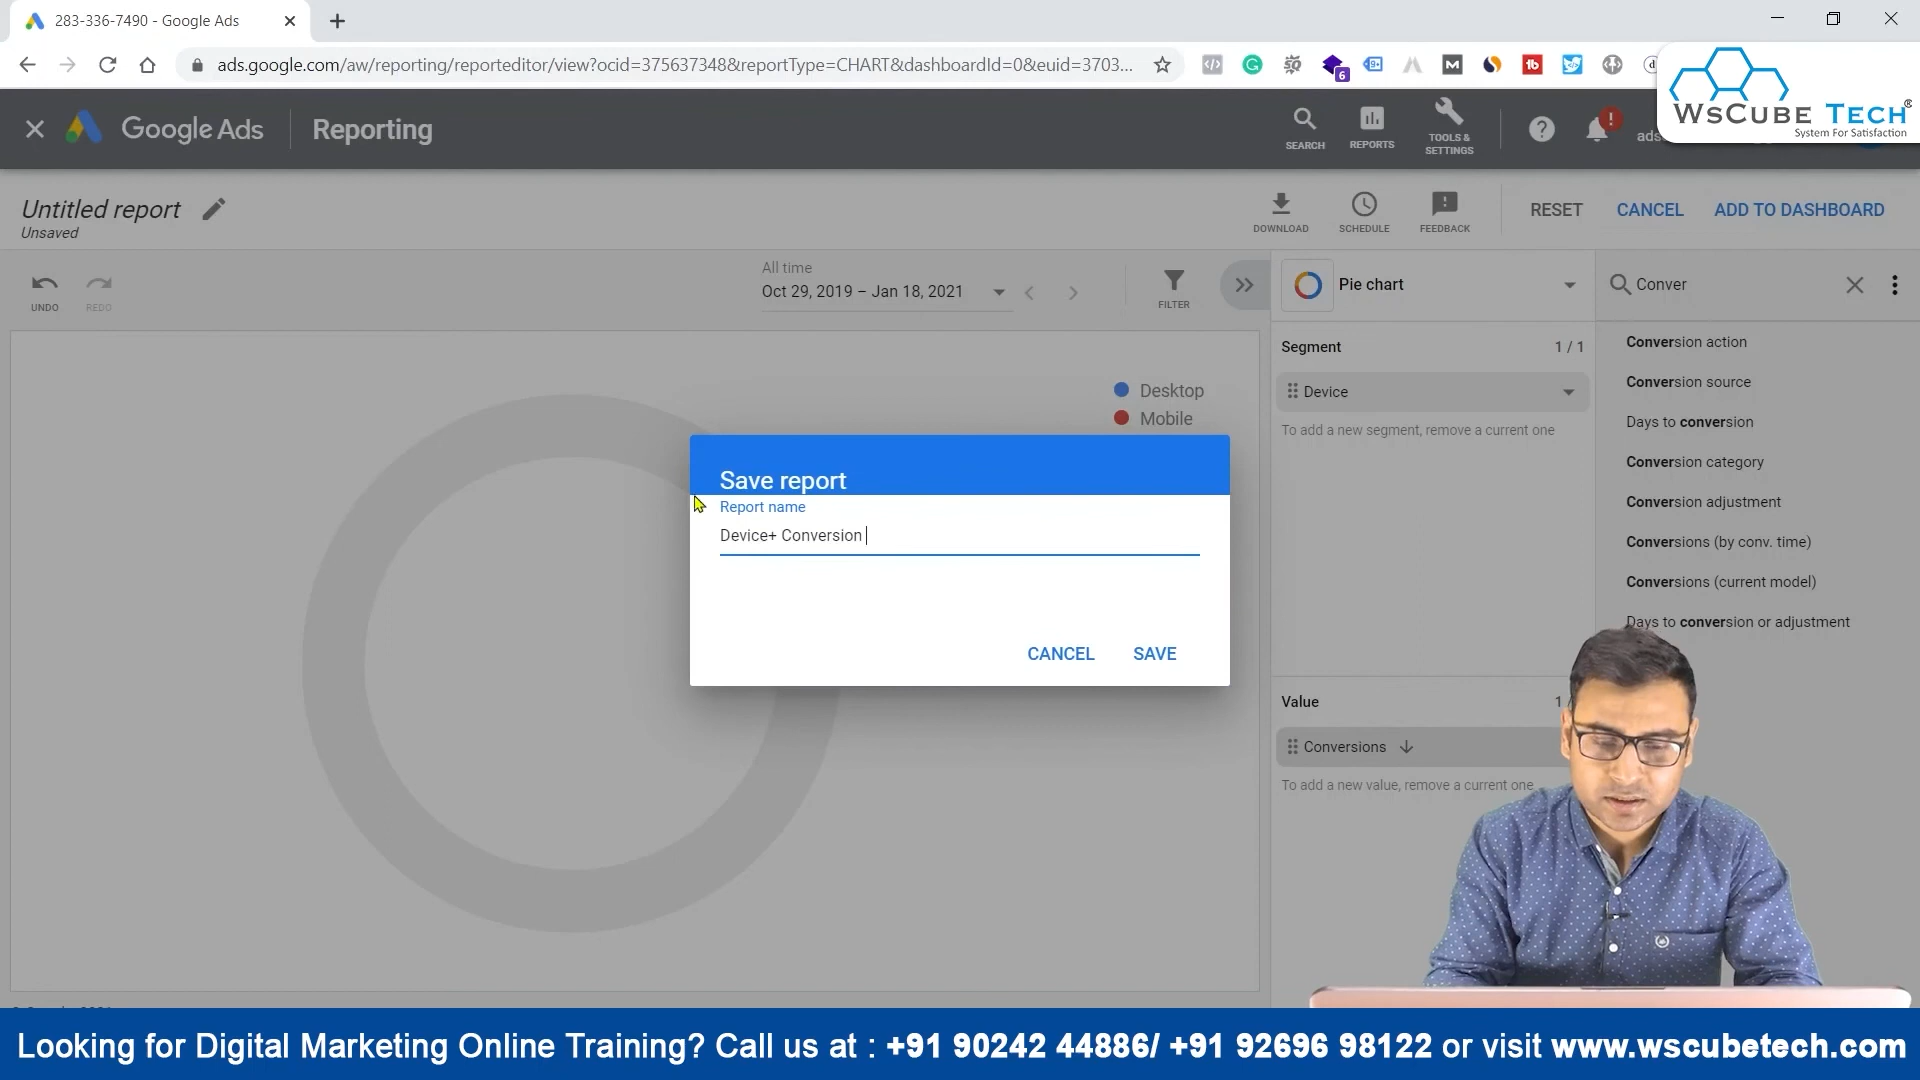 283-336-7490 - Google Ads
ads.google.com/aw/reporting/reporteditor/view?ocid=375637348&reportType=CHART&dashboardId=0&euid=3703...
6
WsCube Tech®
System For Satisfaction
Google Ads
Reporting
SEARCH
REPORTS
TOOLS &
SETTINGS
Untitled report
Unsaved
DOWNLOAD
SCHEDULE
FEEDBACK
RESET
CANCEL
ADD TO DASHBOARD
UNDO
REDO
All time
Oct 29, 2019 – Jan 18, 2021
FILTER
Pie chart
Conver
Segment
1 / 1
Device
To add a new segment, remove a current one
Desktop
Mobile
Conversion action
Conversion source
Days to conversion
Conversion category
Conversion adjustment
Conversions (by conv. time)
Conversions (current model)
Days to conversion or adjustment
Save report
Report name
Device+ Conversion
CANCEL
SAVE
Value
Conversions
To add a new value, remove a current one
Looking for Digital Marketing Online Training? Call us at : +91 90242 44886/ +91 92696 98122 or visit www.wscubetech.com